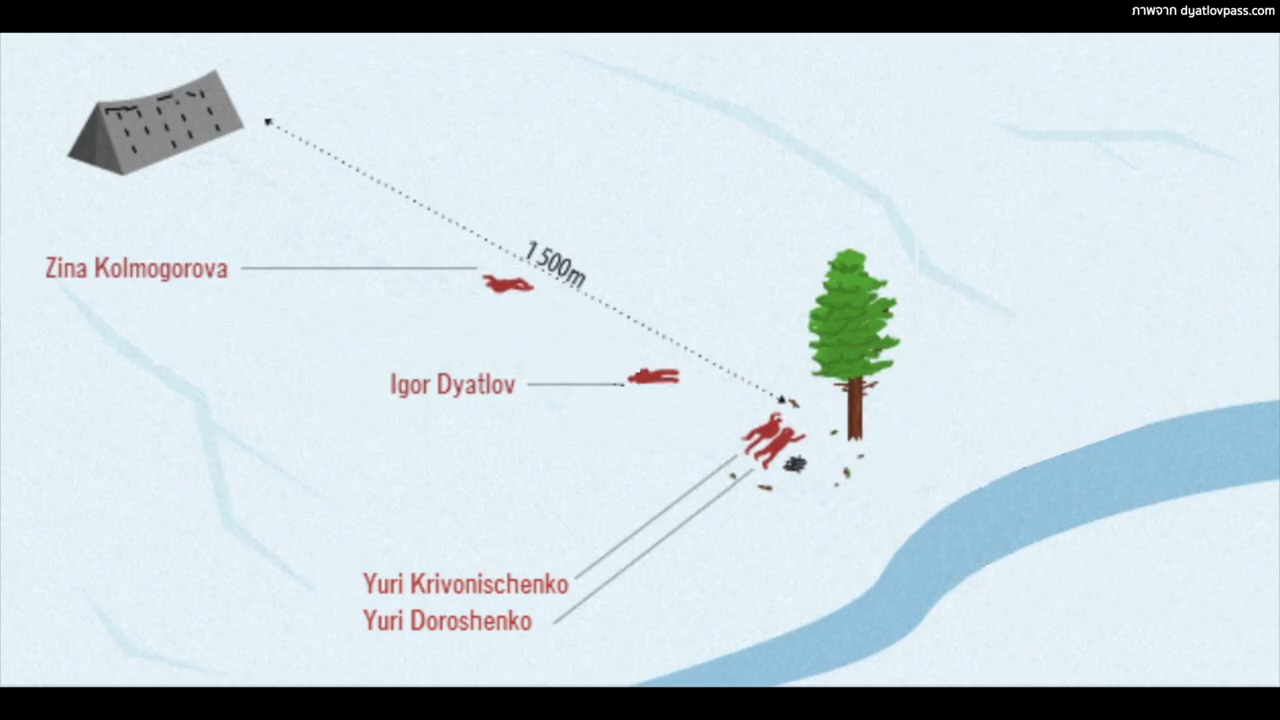 ภาพจาก dyatlovpass.com
1 500m
Zina Kolmogorova
Igor Dyatlov
Yuri Krivonischenko
Yuri Doroshenko